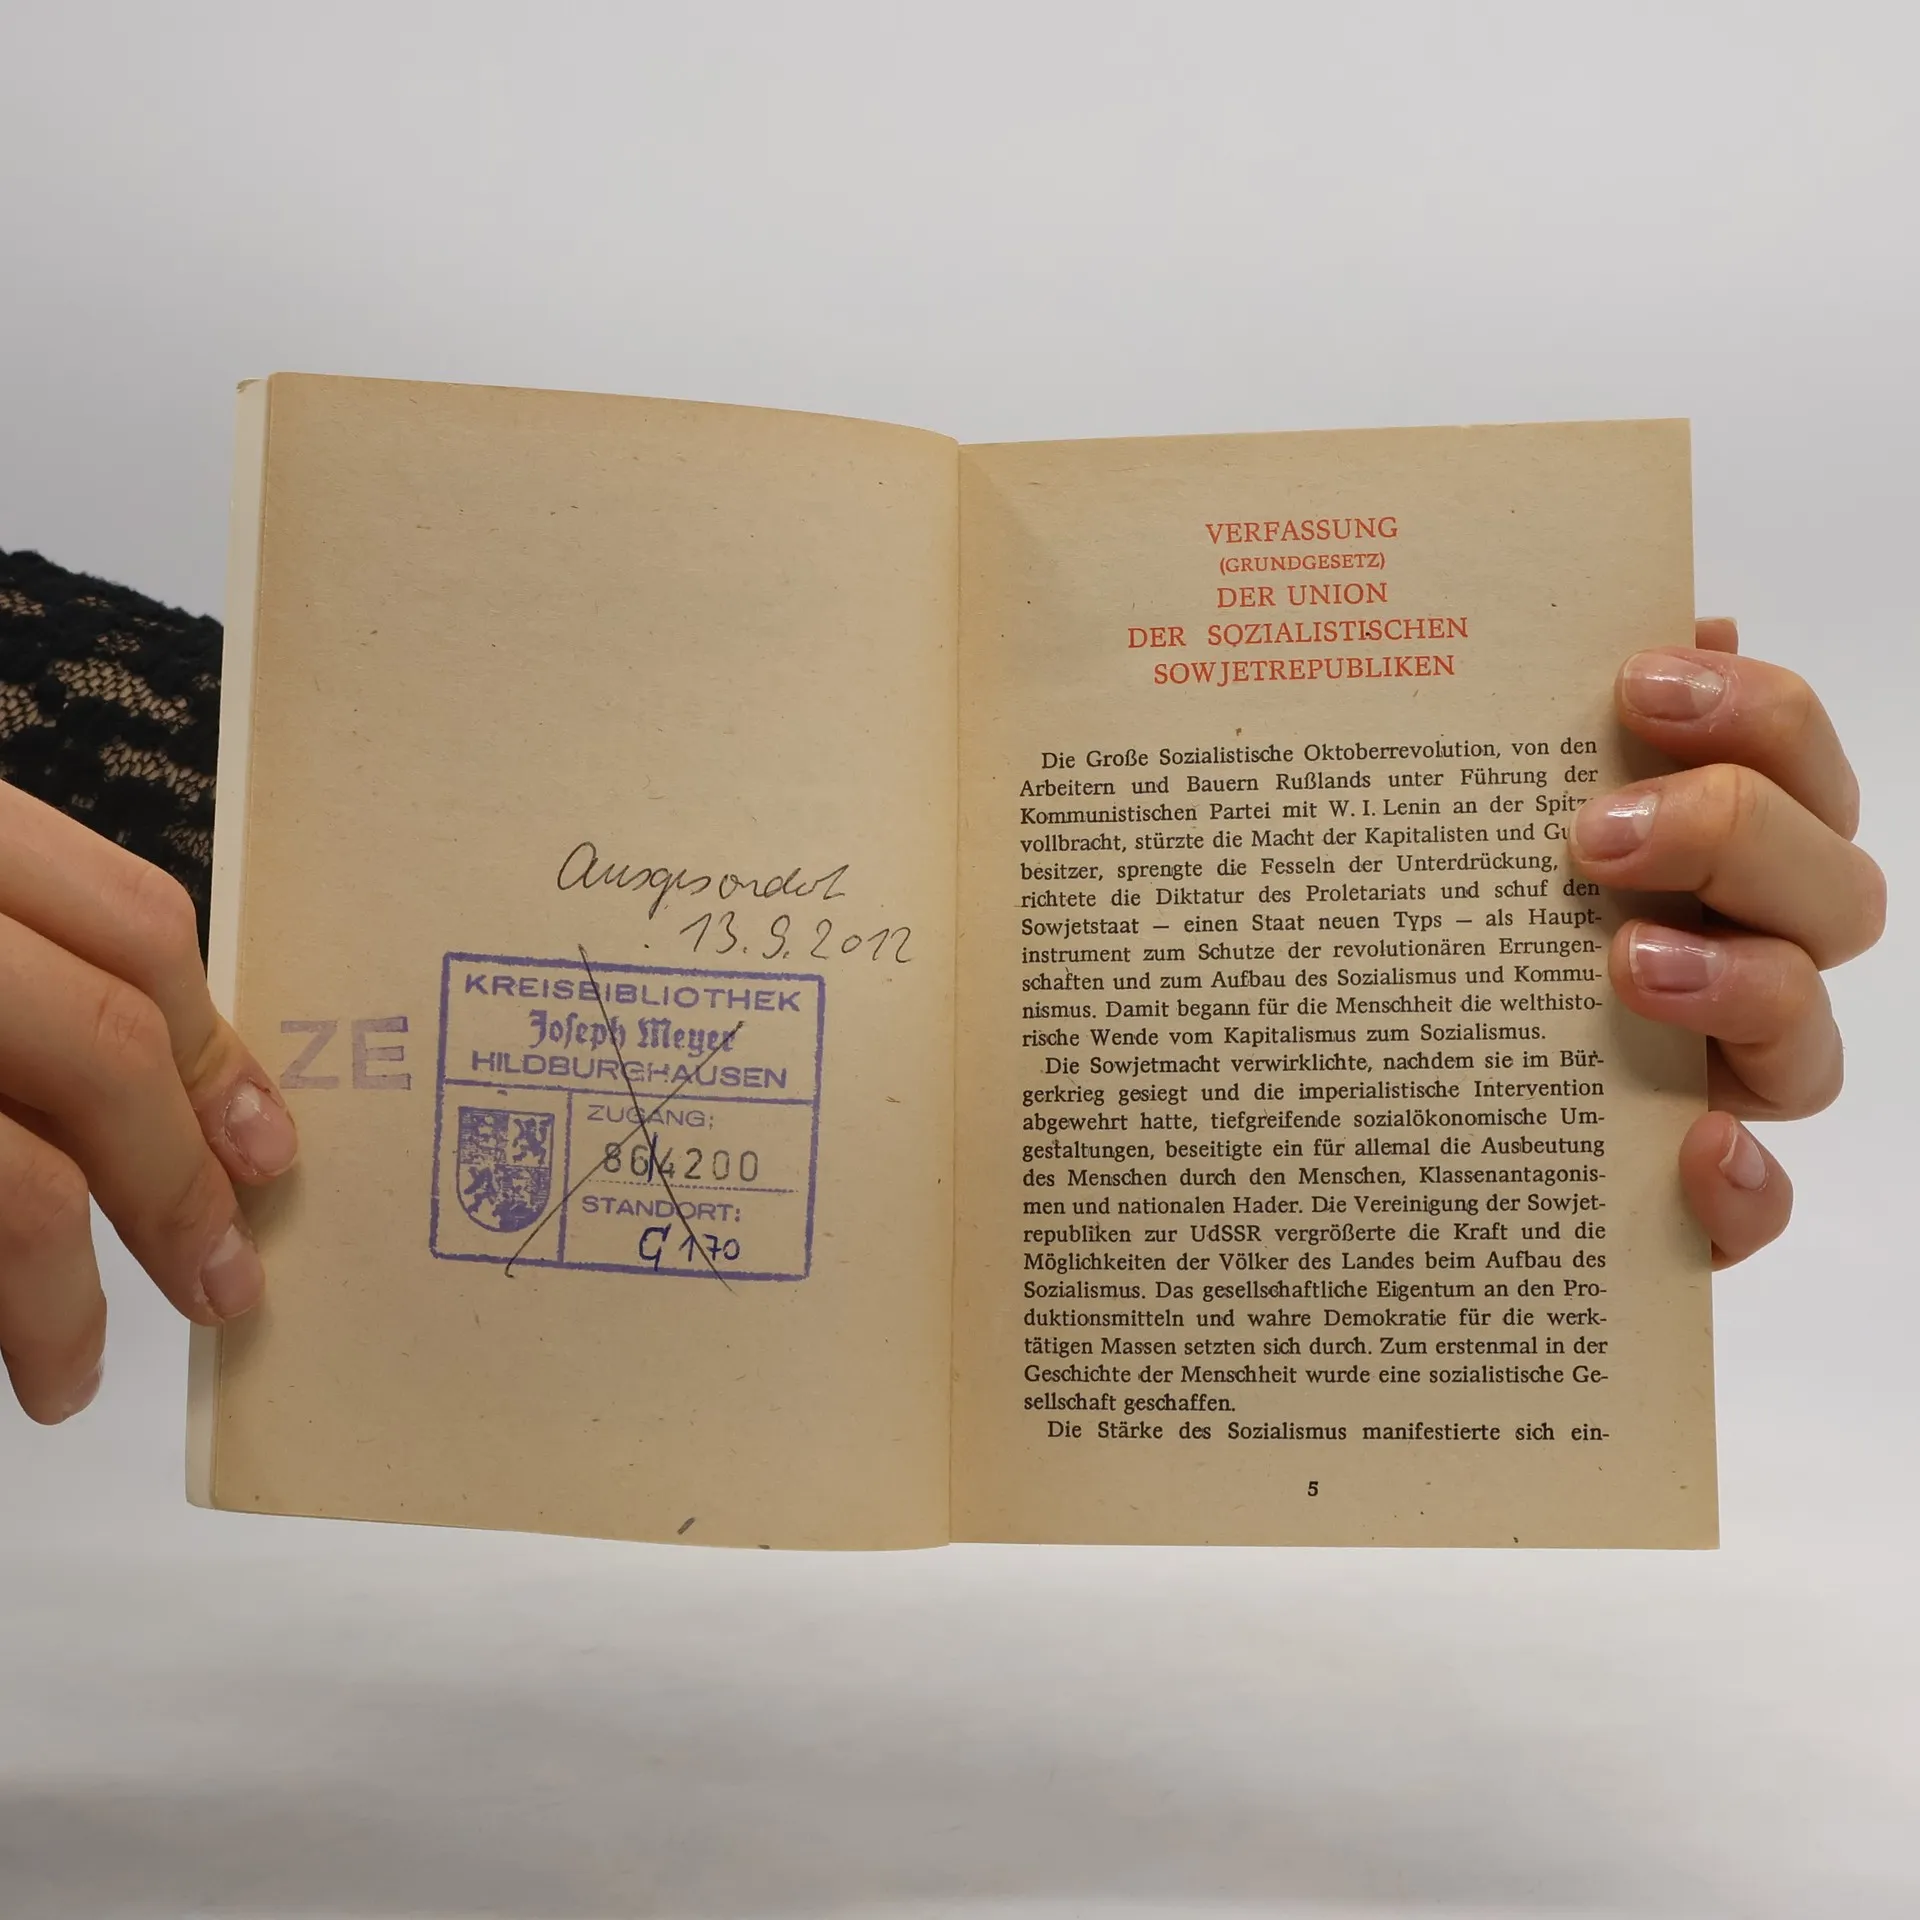 Ausgesondert
13.9.2012
ZE
KREISBIBLIOTHEK
Joseph Meyer
HILDBURGHAUSEN
ZUGANG:
86/4200
STANDORT:
G 170
VERFASSUNG
(GRUNDGESETZ)
DER UNION
DER SOZIALISTISCHEN
SOWJETREPUBLIKEN
Die Große Sozialistische Oktoberrevolution, von den
Arbeitern und Bauern Rußlands unter Führung der
Kommunistischen Partei mit W. I. Lenin an der
vollbracht, stürzte die Macht der Kapitalisten und
besitzer, sprengte die Fesseln der Unterdrückung,
richtete die Diktatur des Proletariats und schuf den
Sowjetstaat – einen Staat neuen Typs – als Haupt-
instrument zum Schutze der revolutionären Errungen-
schaften und zum Aufbau des Sozialismus und Kommu-
nismus. Damit begann für die Menschheit die welthisto-
rische Wende vom Kapitalismus zum Sozialismus.
Die Sowjetmacht verwirklichte, nachdem sie im Bür-
gerkrieg gesiegt und die imperialistische Intervention
abgewehrt hatte, tiefgreifende sozialökonomische Um-
gestaltungen, beseitigte ein für allemal die Ausbeutung
des Menschen durch den Menschen, Klassenantagonis-
men und nationalen Hader. Die Vereinigung der Sowjet-
republiken zur UdSSR vergrößerte die Kraft und die
Möglichkeiten der Völker des Landes beim Aufbau des
Sozialismus. Das gesellschaftliche Eigentum an den Pro-
duktionsmitteln und wahre Demokratie für die werk-
tätigen Massen setzten sich durch. Zum erstenmal in der
Geschichte der Menschheit wurde eine sozialistische Ge-
sellschaft geschaffen.
Die Stärke des Sozialismus manifestierte sich ein-
5